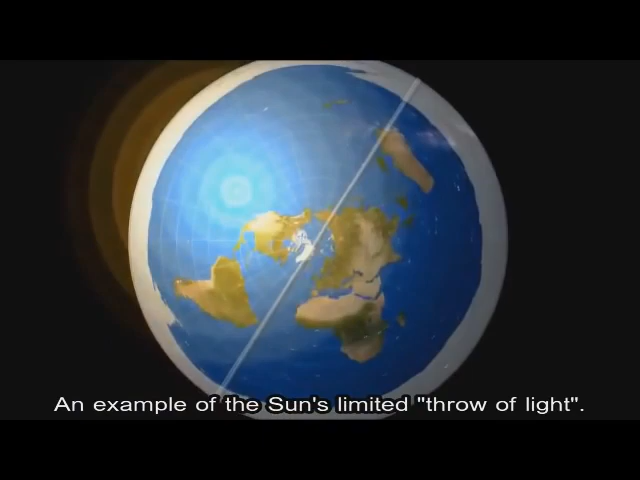 An example of the Sun's limited "throw of light".